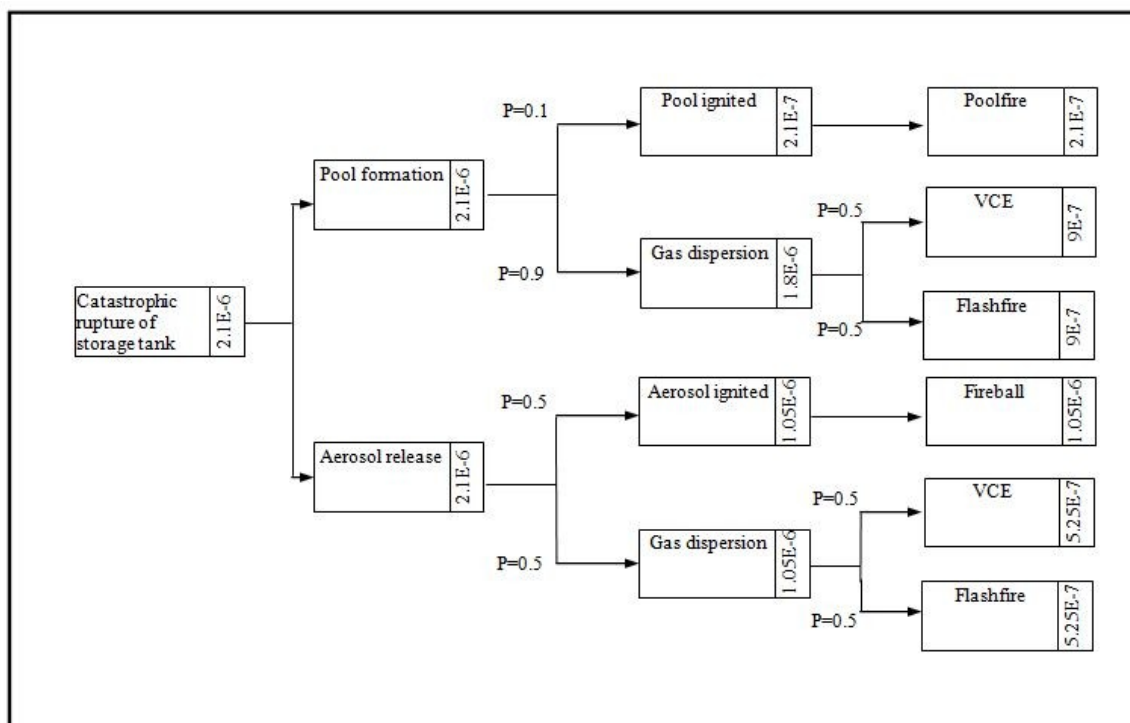 Pool ignited
2.1E-7
Poolfire
2.1E-7
P=0.1
Pool formation
2.1E-6
VCE
9E-7
P=0.5
Gas dispersion
1.8E-6
P=0.9
Flashfire
9E-7
P=0.5
Catastrophic
rupture of
storage tank
2.1E-6
Aerosol ignited
1.05E-6
Fireball
1.05E-6
P=0.5
Aerosol release
2.1E-6
VCE
5.25E-7
P=0.5
Gas dispersion
1.05E-6
P=0.5
Flashfire
5.25E-7
P=0.5